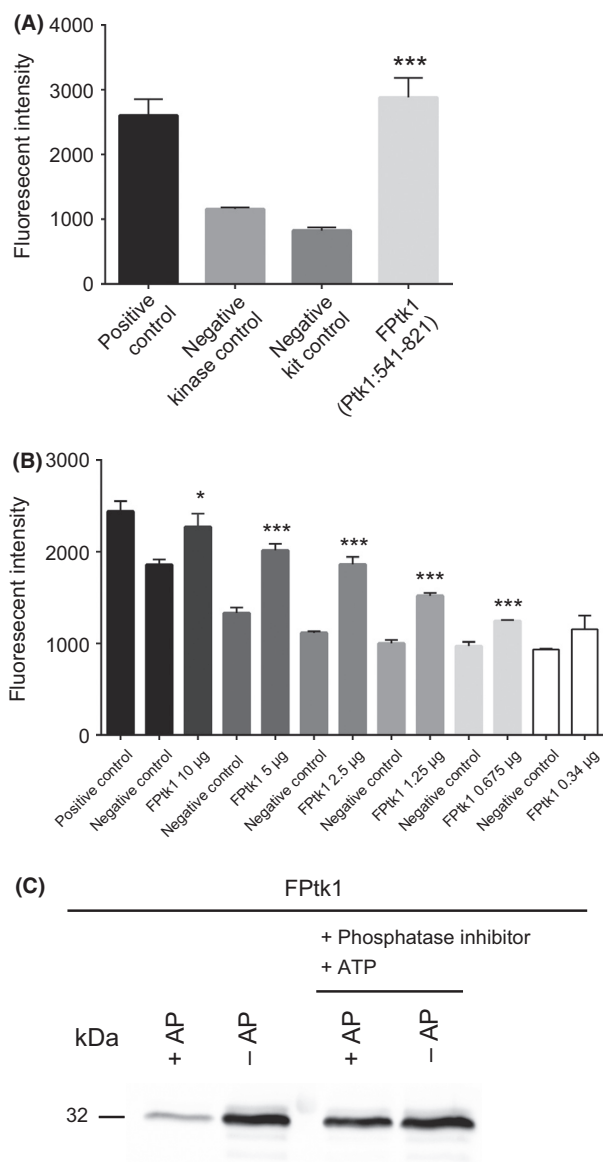 (A)
Fluoresecent intensity
4000
3000
2000
1000
0
***
Positive
control
Negative
kinase control
Negative
kit control
FPtk1
(Ptk1:541-821)
(B)
Fluoresecent intensity
3000
2000
1000
0
*
***
***
***
***
Positive control
Negative control
FPtk1 10 µg
Negative control
FPtk1 5 µg
Negative control
FPtk1 2.5 µg
Negative control
FPtk1 1.25 µg
Negative control
FPtk1 0.675 µg
Negative control
FPtk1 0.34 µg
(C)
FPtk1
+ Phosphatase inhibitor
+ ATP
kDa
+ AP
– AP
+ AP
– AP
32